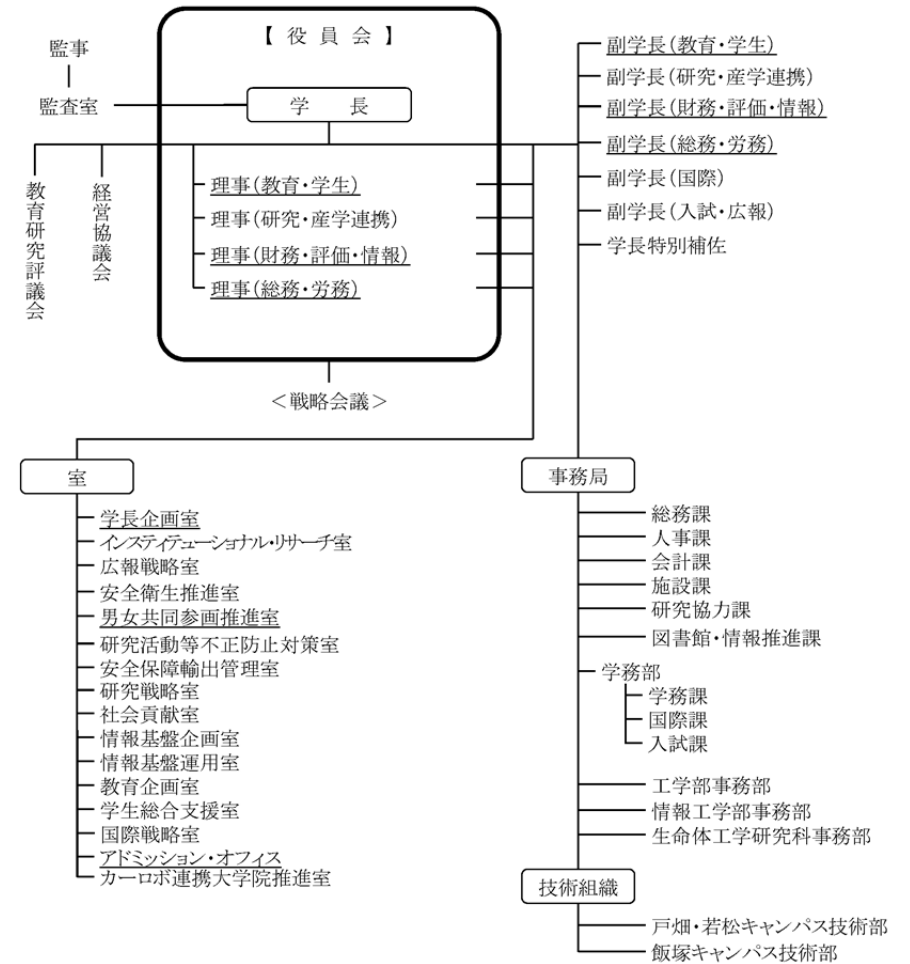 【 役 員 会 】
監事
監査室
学　長
教育研究評議会
経営協議会
理事(教育・学生)
理事(研究・産学連携)
理事(財務・評価・情報)
理事(総務・労務)
＜戦略会議＞
副学長(教育・学生)
副学長(研究・産学連携)
副学長(財務・評価・情報)
副学長(総務・労務)
副学長(国際)
副学長(入試・広報)
学長特別補佐
室
学長企画室
インスティテューショナル・リサーチ室
広報戦略室
安全衛生推進室
男女共同参画推進室
研究活動等不正防止対策室
安全保障輸出管理室
研究戦略室
社会貢献室
情報基盤企画室
情報基盤運用室
教育企画室
学生総合支援室
国際戦略室
アドミッション・オフィス
カーロボ連携大学院推進室
事務局
総務課
人事課
会計課
施設課
研究協力課
図書館・情報推進課
学務部
学務課
国際課
入試課
工学部事務部
情報工学部事務部
生命体工学研究科事務部
技術組織
戸畑・若松キャンパス技術部
飯塚キャンパス技術部